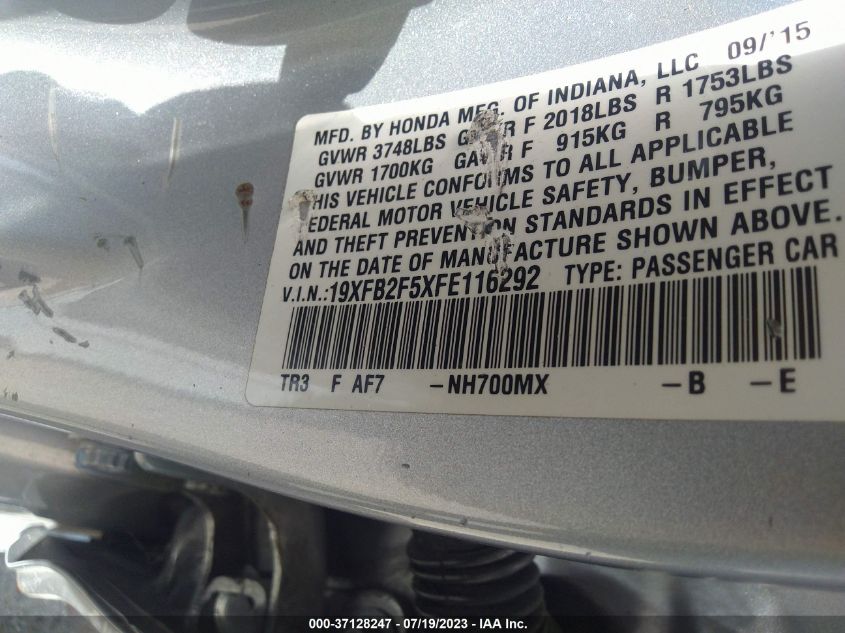 MFD. BY HONDA MFG. OF INDIANA, LLC 09/'15
GVWR 3748LBS GAWR F 2018LBS R 1753LBS
GVWR 1700KG GAWR F 915KG R 795KG
THIS VEHICLE CONFORMS TO ALL APPLICABLE
FEDERAL MOTOR VEHICLE SAFETY, BUMPER,
AND THEFT PREVENTION STANDARDS IN EFFECT
ON THE DATE OF MANUFACTURE SHOWN ABOVE.
V.I.N.:19XFB2F5XFE116292 TYPE: PASSENGER CAR
TR3 F AF7 -NH700MX -B -E
000-37128247 - 07/19/2023 - IAA Inc.